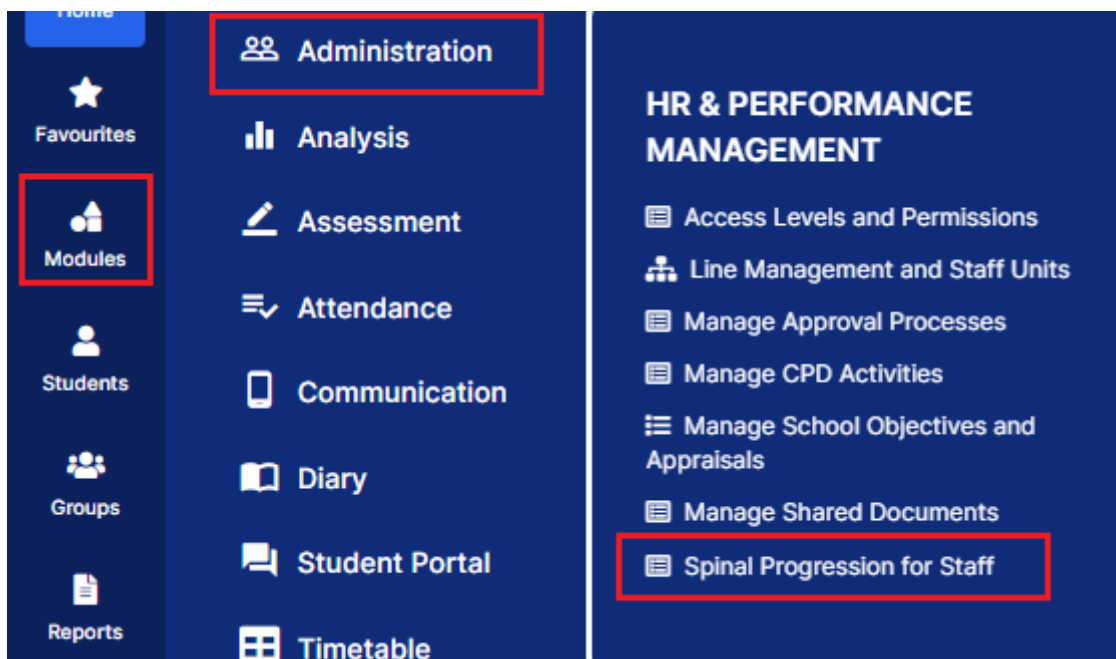 Home
Favourites
Modules
Students
Groups
Reports
Administration
Analysis
Assessment
Attendance
Communication
Diary
Student Portal
Timetable
HR & PERFORMANCE
MANAGEMENT
Access Levels and Permissions
Line Management and Staff Units
Manage Approval Processes
Manage CPD Activities
Manage School Objectives and
Appraisals
Manage Shared Documents
Spinal Progression for Staff